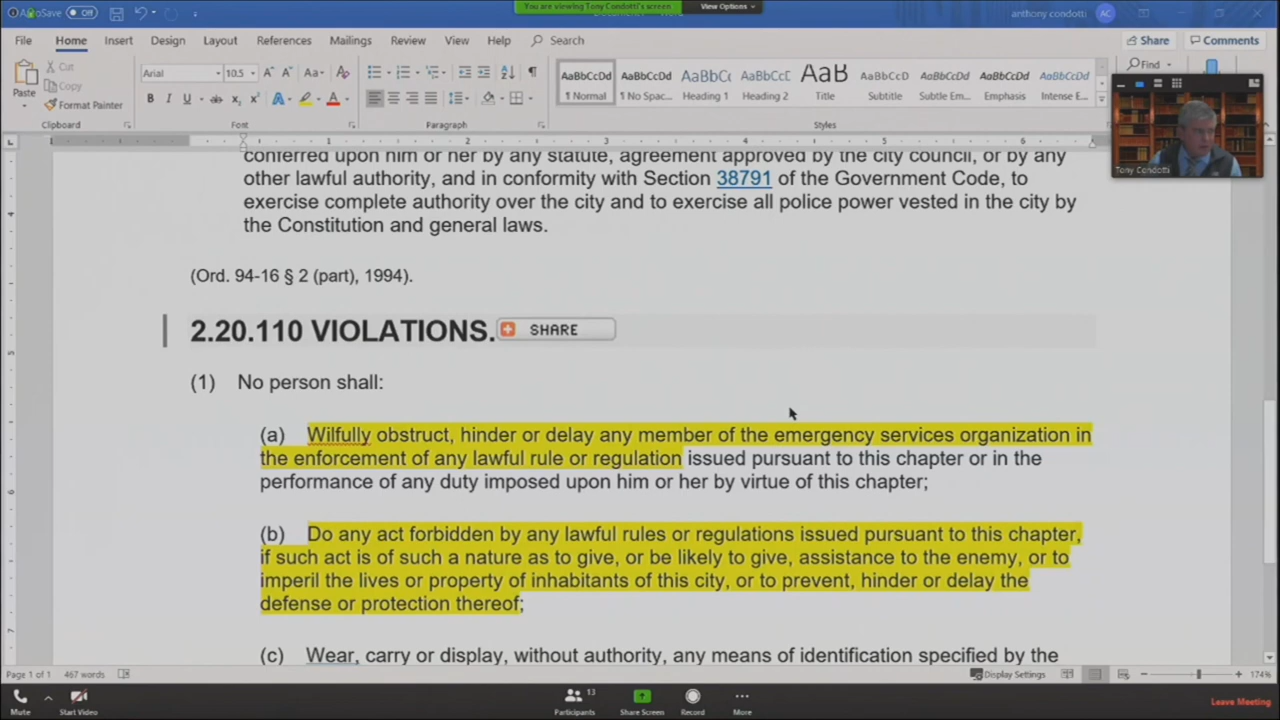 AutoSave Off
You are viewing Tony Condotti's screen
View Options
anthony condotti AC
File Home Insert Design Layout References Mailings Review View Help Search Share Comments
Paste
Cut
Copy
Format Painter
Arial 10.5
Clipboard
Font
Paragraph
AaBbCcDd AaBbCcDd AaBbCc AaBbCcC AaB AaBbCcD AaBbCcDd AaBbCcDd AaBbCcDd
¶ Normal ¶ No Spac... Heading 1 Heading 2 Title Subtitle Subtle Em... Emphasis Intense E...
Styles
Find
Tony Condotti
1 1 2 3 4 5 6
conferred upon him or her by any statute, agreement approved by the city council, or by any
other lawful authority, and in conformity with Section 38791 of the Government Code, to
exercise complete authority over the city and to exercise all police power vested in the city by
the Constitution and general laws.
(Ord. 94-16 § 2 (part), 1994).
2.20.110 VIOLATIONS. SHARE
(1) No person shall:
(a) Wilfully obstruct, hinder or delay any member of the emergency services organization in
the enforcement of any lawful rule or regulation issued pursuant to this chapter or in the
performance of any duty imposed upon him or her by virtue of this chapter;
(b) Do any act forbidden by any lawful rules or regulations issued pursuant to this chapter,
if such act is of such a nature as to give, or be likely to give, assistance to the enemy, or to
imperil the lives or property of inhabitants of this city, or to prevent, hinder or delay the
defense or protection thereof;
(c) Wear, carry or display, without authority, any means of identification specified by the
Page 1 of 1 467 words Display Settings 174%
Mute Start Video Participants 13 Share Screen Record More Leave Meeting